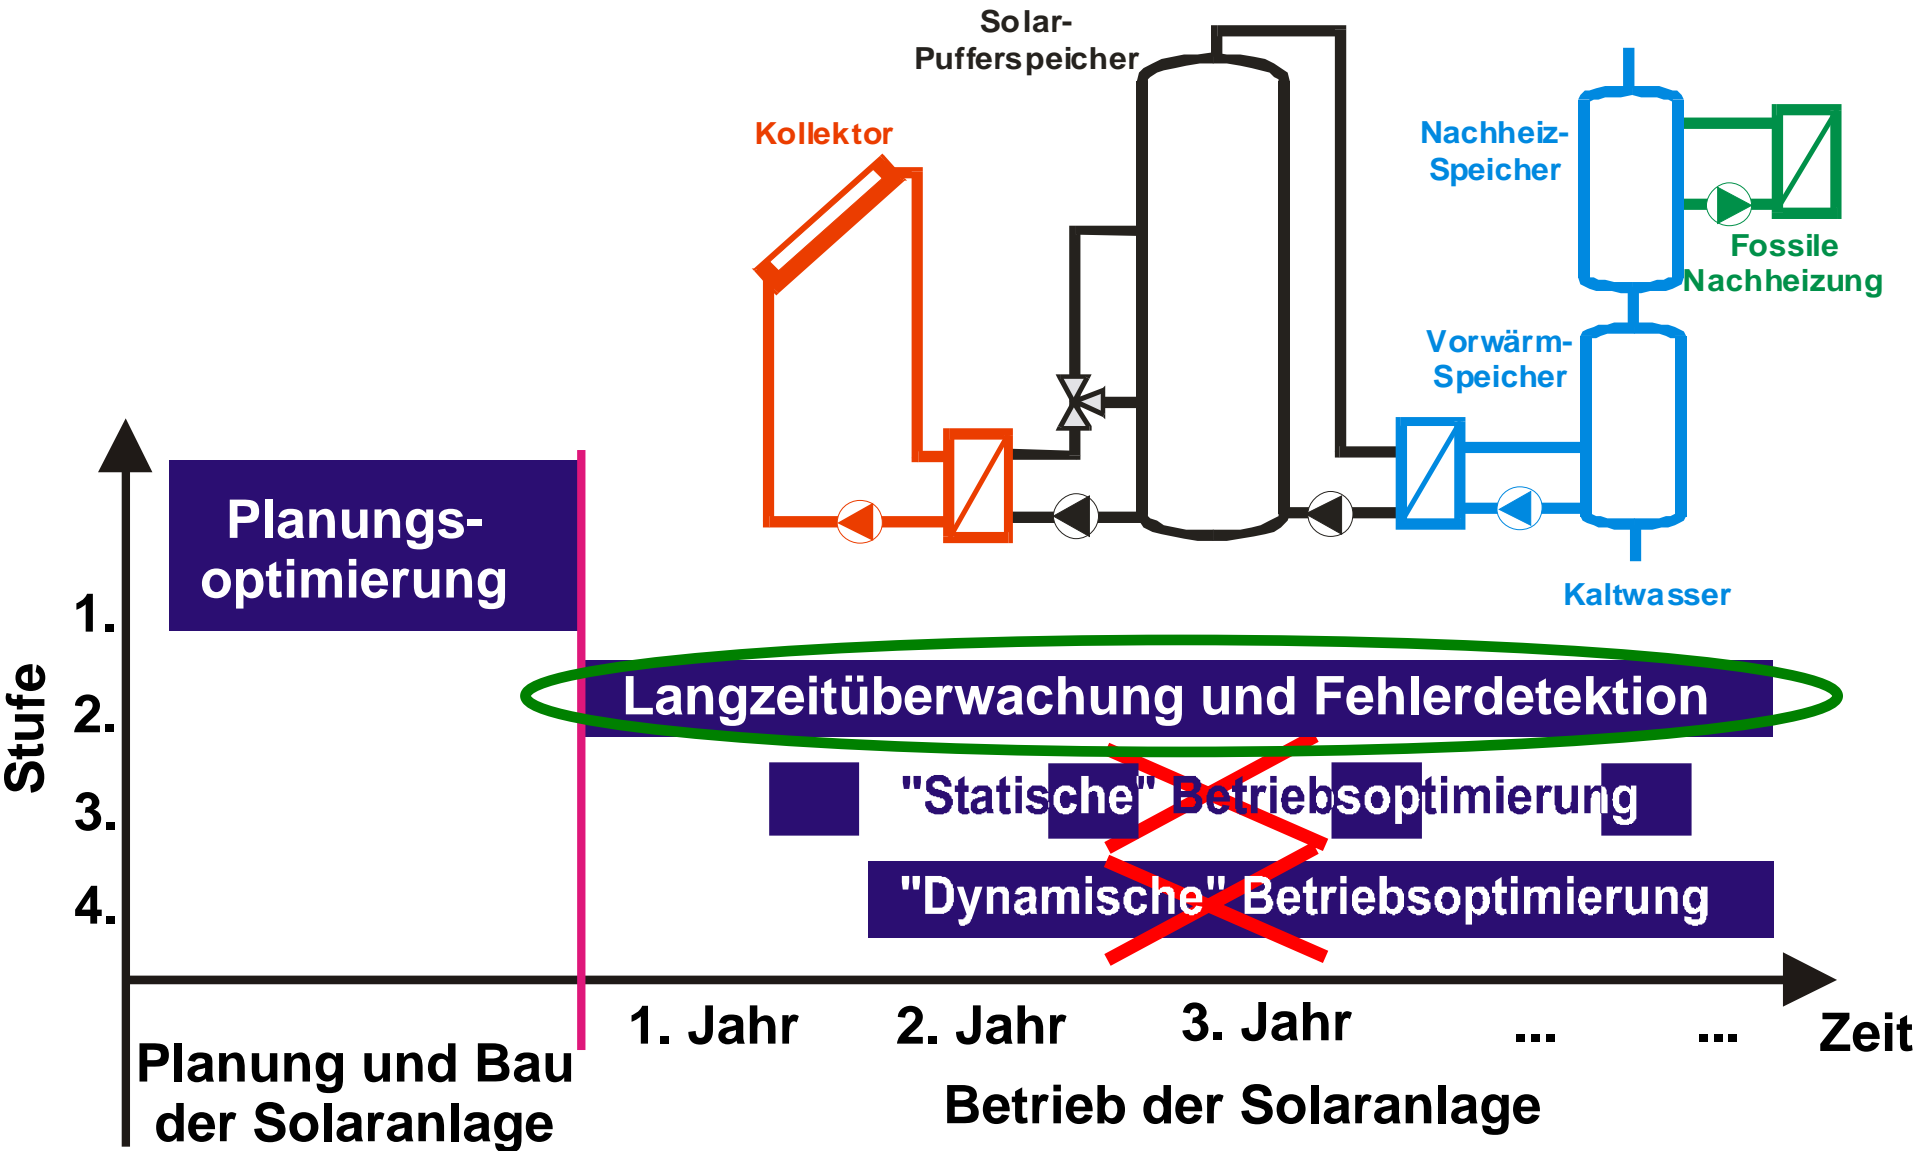 Solar-
Pufferspeicher
Kollektor
Nachheiz-
Speicher
Fossile
Nachheizung
Vorwärm-
Speicher
Kaltwasser
Stufe
1.
Planungs-
optimierung
2.
Langzeitüberwachung und Fehlerdetektion
3.
"Statische" Betriebsoptimierung
4.
"Dynamische" Betriebsoptimierung
1. Jahr
2. Jahr
3. Jahr
...
...
Zeit
Planung und Bau
der Solaranlage
Betrieb der Solaranlage